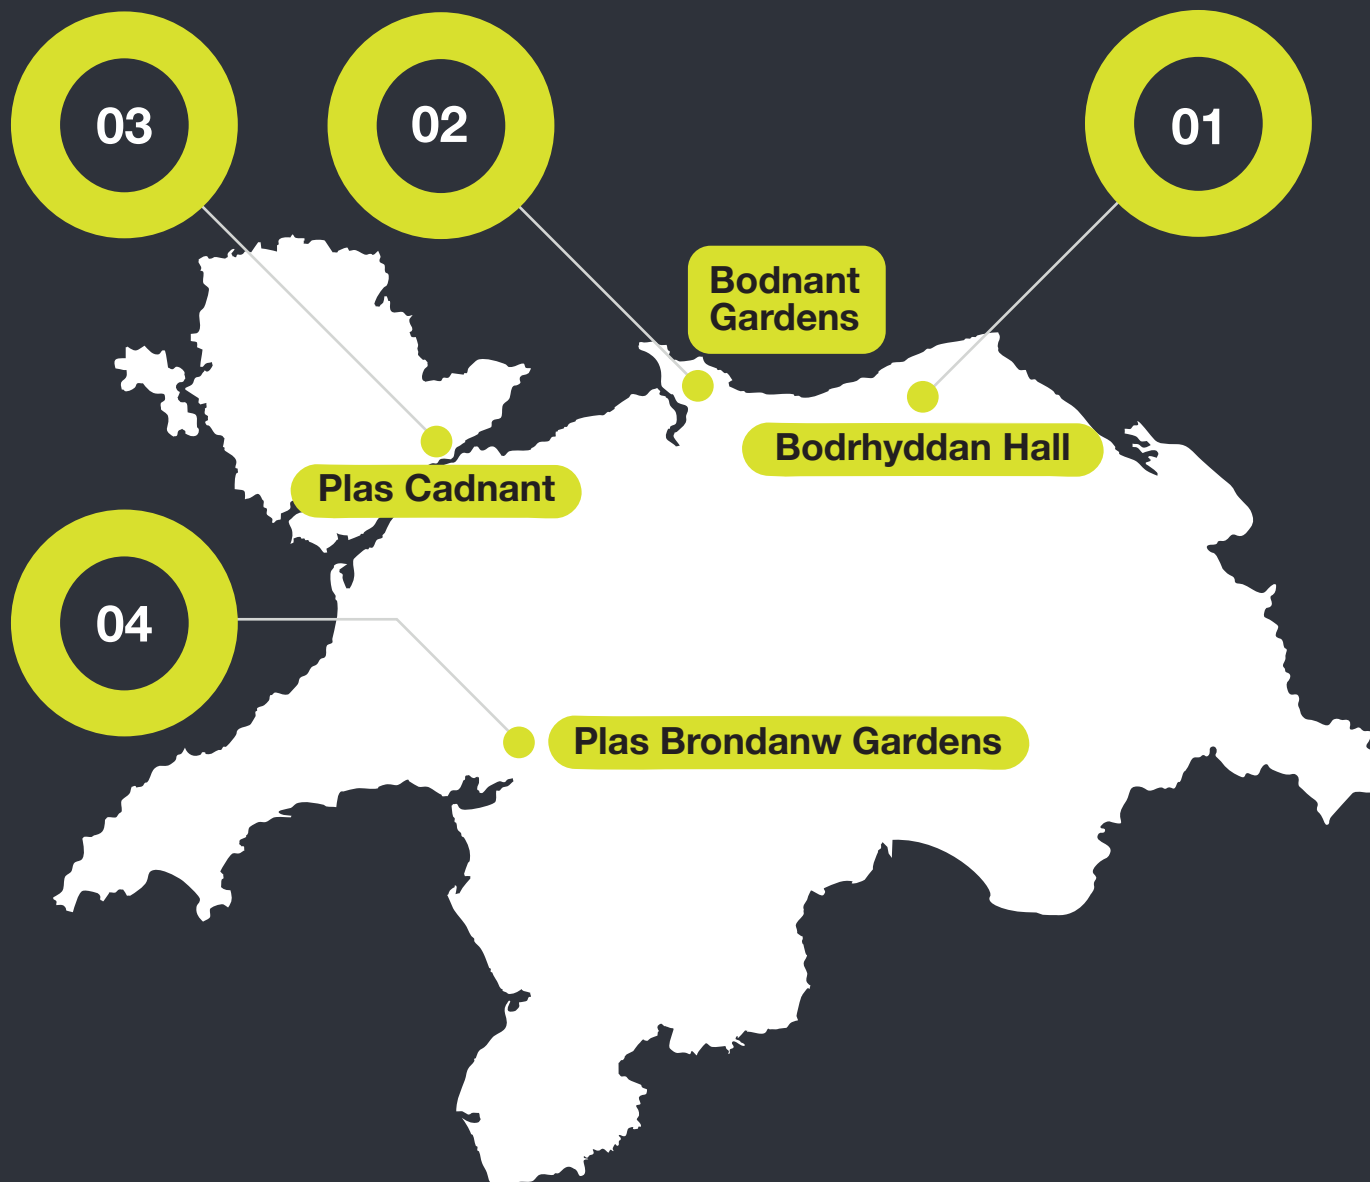 03
02
01
Bodnant
Gardens
Bodrhyddan Hall
Plas Cadnant
04
Plas Brondanw Gardens